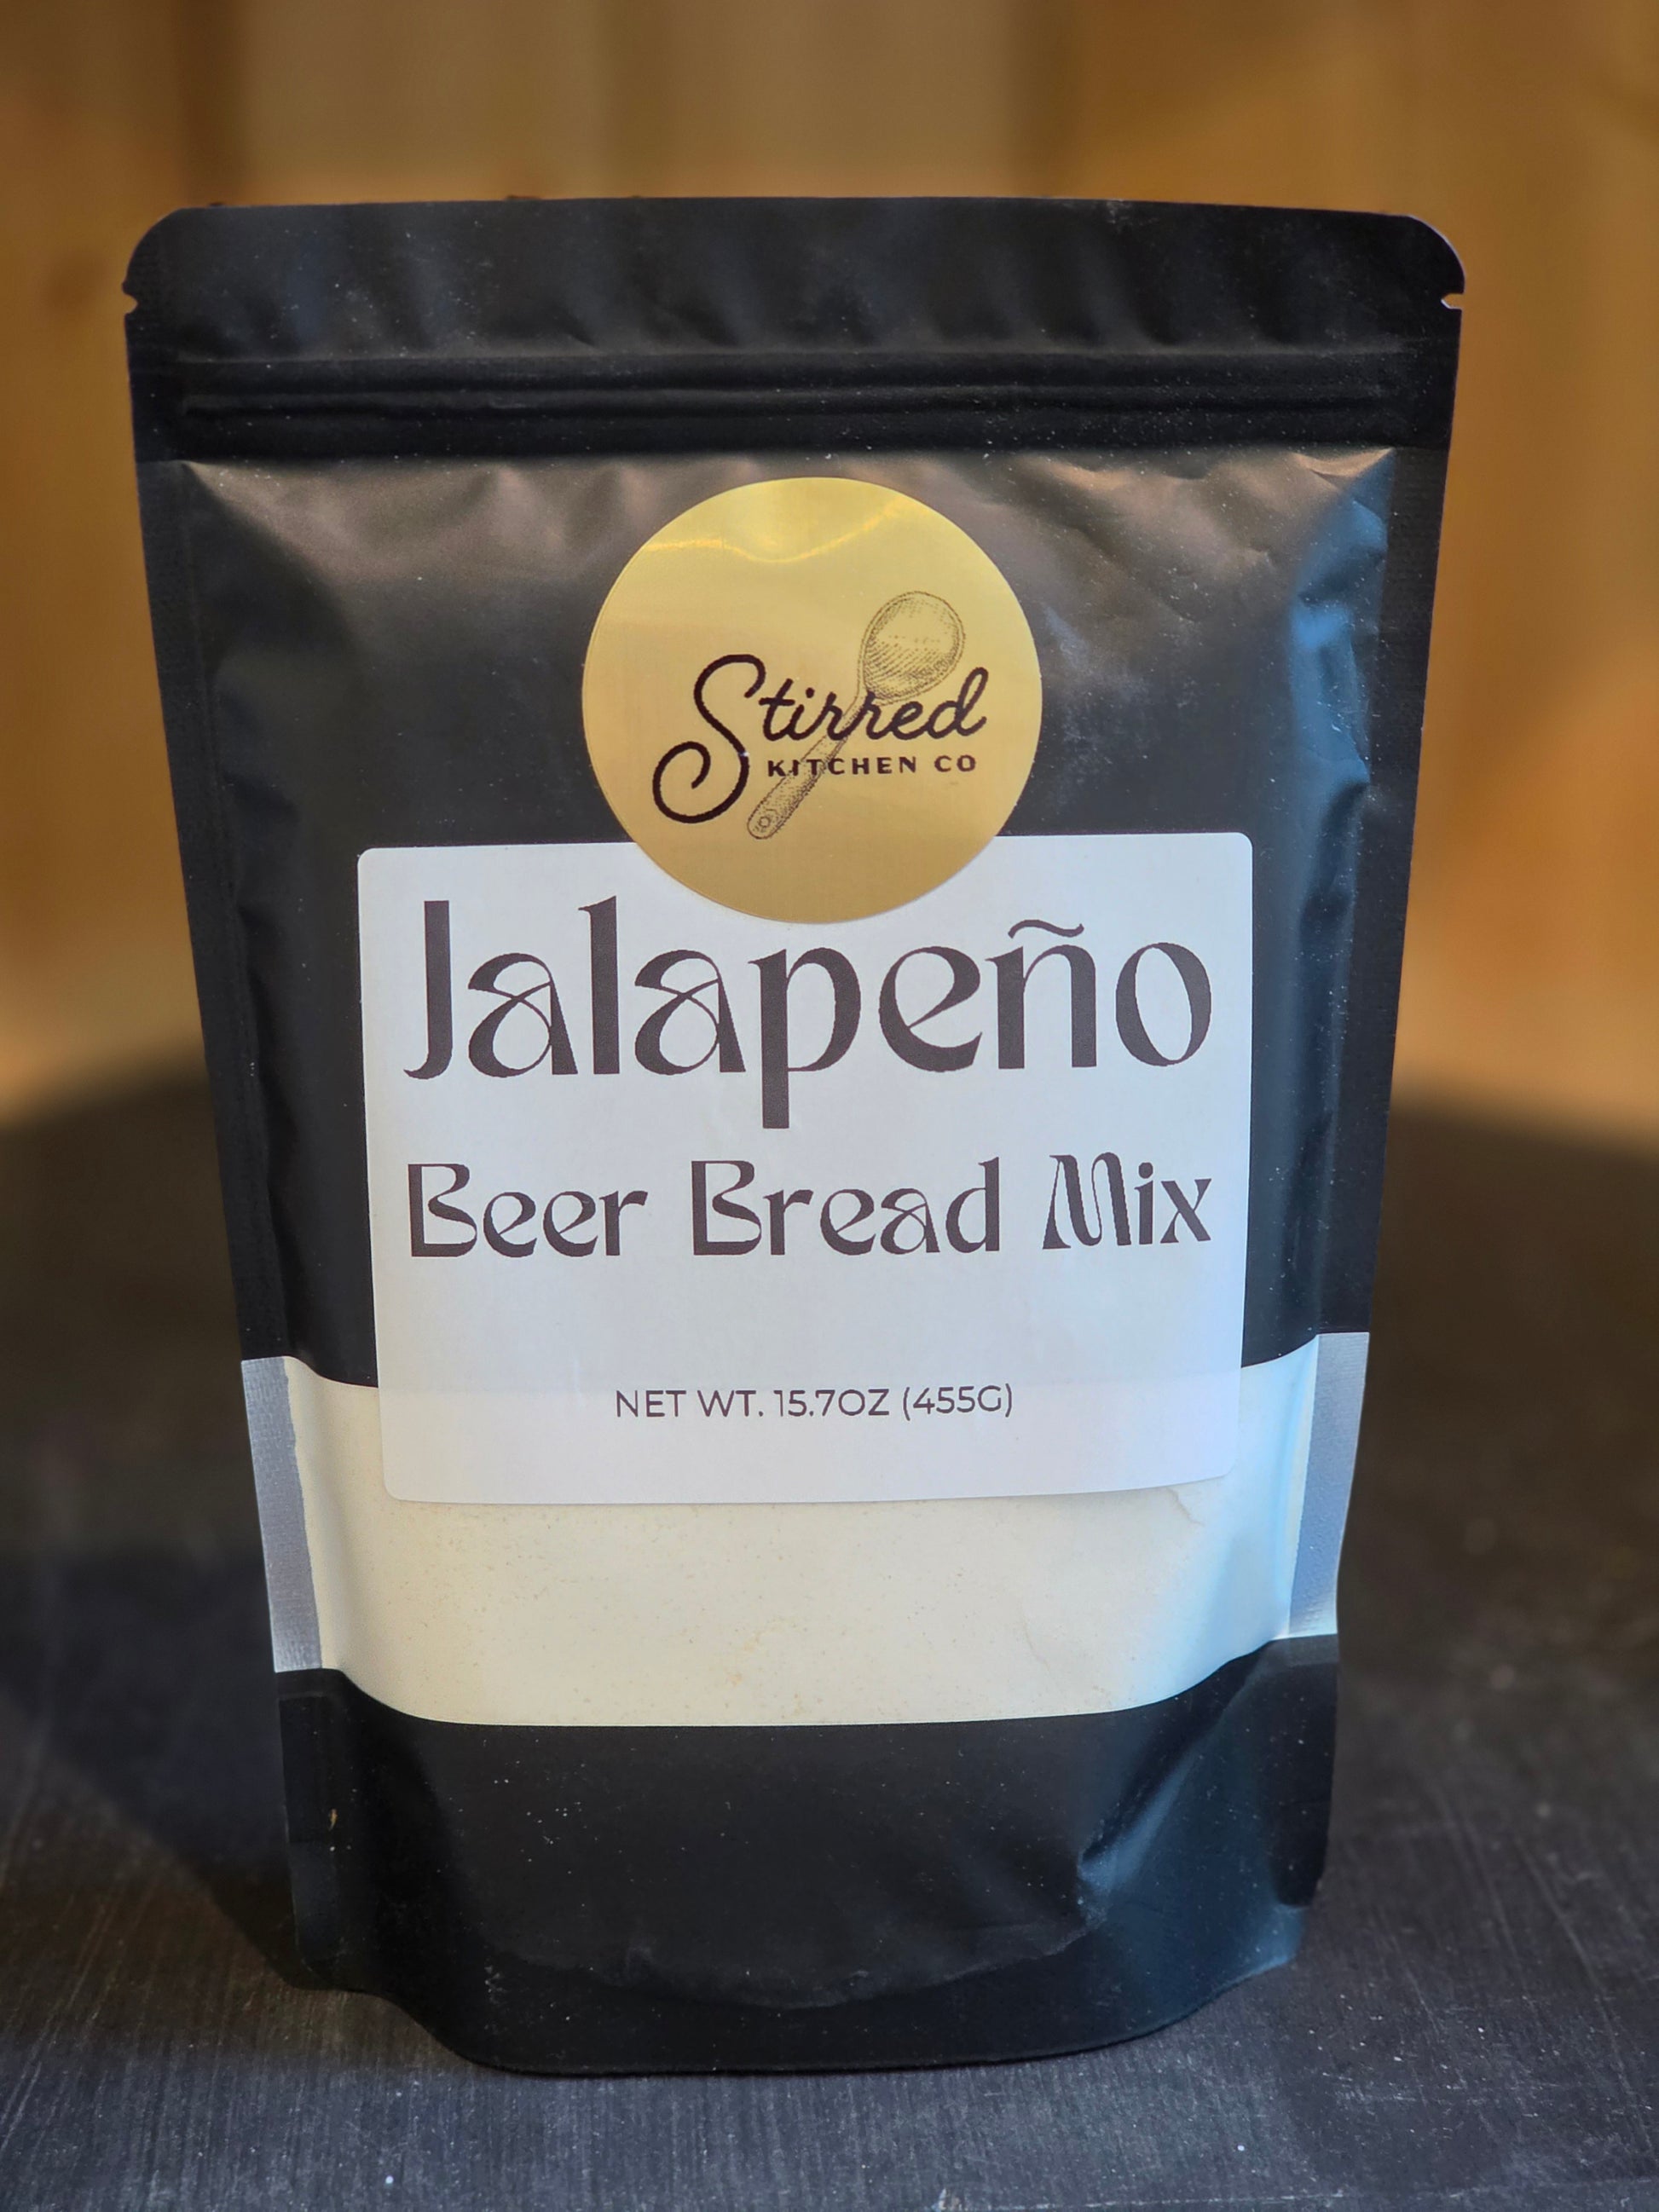 Stirred
KITCHEN CO
Jalapeño
Beer Bread Mix
NET WT. 15.7OZ (455G)